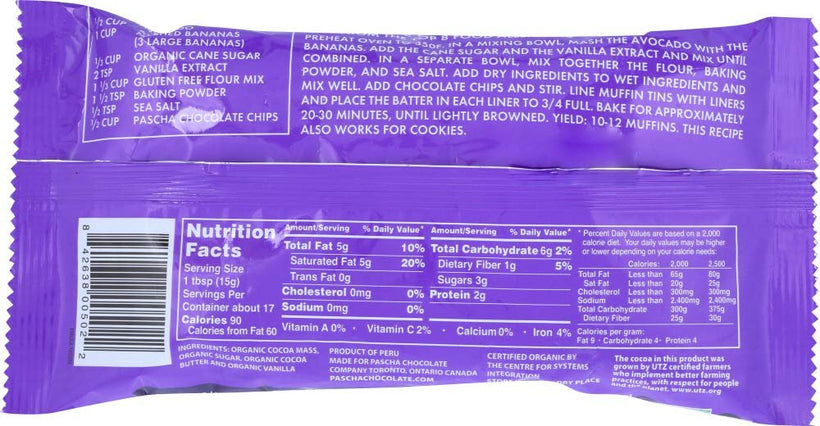 1/2 CUP
1 CUP
BANANAS
(3 LARGE BANANAS)
1/3 CUP ORGANIC CANE SUGAR
2 TSP VANILLA EXTRACT
1 1/3 CUP GLUTEN FREE FLOUR MIX
1 1/2 TSP BAKING POWDER
1/2 TSP SEA SALT
1/2 CUP PASCHA CHOCOLATE CHIPS
PREHEAT OVEN TO 350F. IN A MIXING BOWL, MASH THE AVOCADO WITH THE
BANANAS. ADD THE CANE SUGAR AND THE VANILLA EXTRACT AND MIX UNTIL
COMBINED. IN A SEPARATE BOWL, MIX TOGETHER THE FLOUR, BAKING
POWDER, AND SEA SALT. ADD DRY INGREDIENTS TO WET INGREDIENTS AND
MIX WELL. ADD CHOCOLATE CHIPS AND STIR. LINE MUFFIN TINS WITH LINERS
AND PLACE THE BATTER IN EACH LINER TO 3/4 FULL. BAKE FOR APPROXIMATELY
20-30 MINUTES, UNTIL LIGHTLY BROWNED. YIELD: 10-12 MUFFINS. THIS RECIPE
ALSO WORKS FOR COOKIES.
8 42638 00502 2
Nutrition
Facts
Serving Size
1 tbsp (15g)
Servings Per
Container about 17
Calories 90
Calories from Fat 60
Amount/Serving % Daily Value*
Total Fat 5g 10%
Saturated Fat 5g 20%
Trans Fat 0g
Cholesterol 0mg 0%
Sodium 0mg 0%
Amount/Serving % Daily Value*
Total Carbohydrate 6g 2%
Dietary Fiber 1g 5%
Sugars 3g
Protein 2g
Vitamin A 0% · Vitamin C 2% · Calcium 0% · Iron 4%
* Percent Daily Values are based on a 2,000
calorie diet. Your daily values may be higher
or lower depending on your calorie needs:
Calories: 2,000 2,500
Total Fat Less than 65g 80g
Sat Fat Less than 20g 25g
Cholesterol Less than 300mg 300mg
Sodium Less than 2,400mg 2,400mg
Total Carbohydrate 300g 375g
Dietary Fiber 25g 30g
Calories per gram:
Fat 9 · Carbohydrate 4 · Protein 4
INGREDIENTS: ORGANIC COCOA MASS,
ORGANIC SUGAR, ORGANIC COCOA
BUTTER AND ORGANIC VANILLA
PRODUCT OF PERU
MADE FOR PASCHA CHOCOLATE
COMPANY TORONTO, ONTARIO CANADA
PASCHACHOCOLATE.COM
CERTIFIED ORGANIC BY
THE CENTRE FOR SYSTEMS
INTEGRATION
DRY PLACE
The cocoa in this product was
grown by UTZ certified farmers
who implement better farming
practices, with respect for people
and the planet. www.utz.org